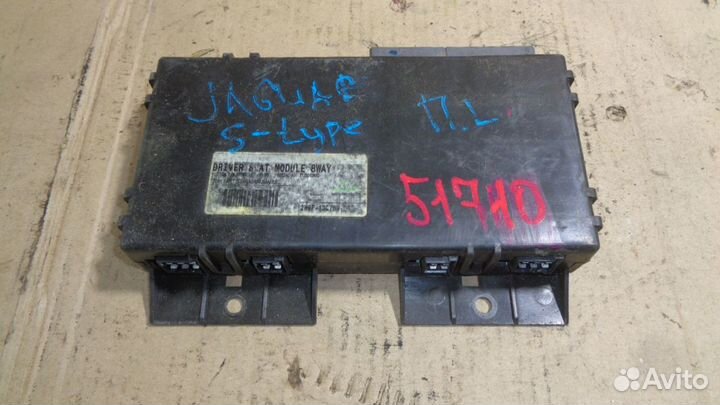 JAGUAR
S-type
П.L
DRIVER SEAT MODULE 8WAY
51710
Avito